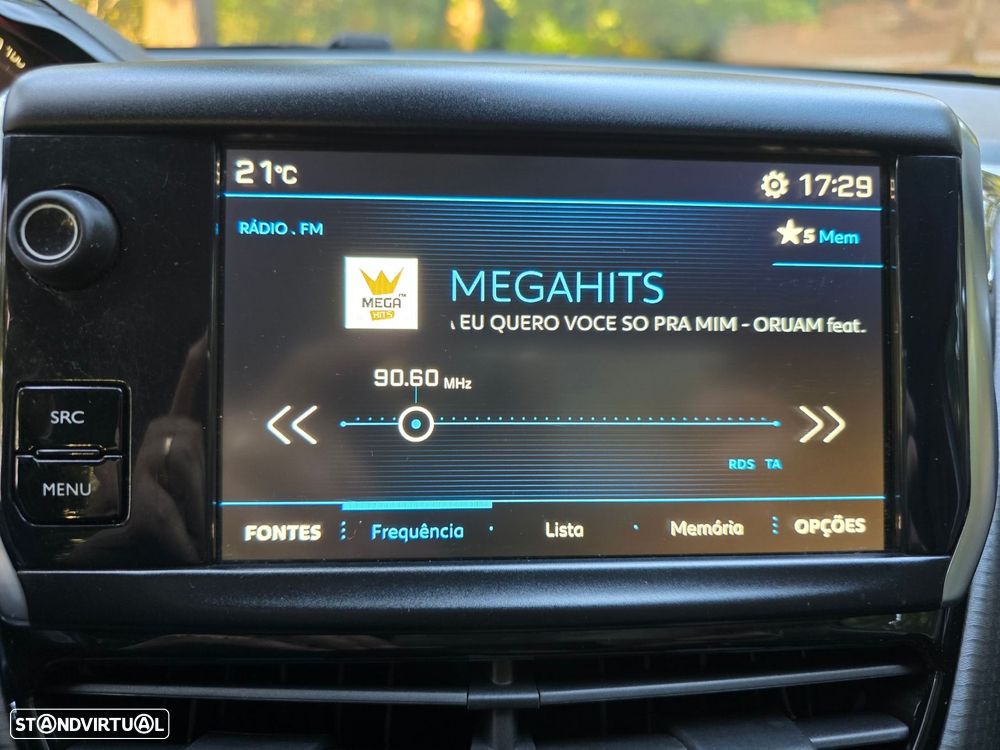 21°C
17:29
RÁDIO . FM
5 Mem
MEGA
HITS
MEGAHITS
EU QUERO VOCE SO PRA MIM - ORUAM feat.
90.60 MHz
SRC
MENU
RDS TA
FONTES Frequência Lista Memória OPÇÕES
STANDVIRTUAL